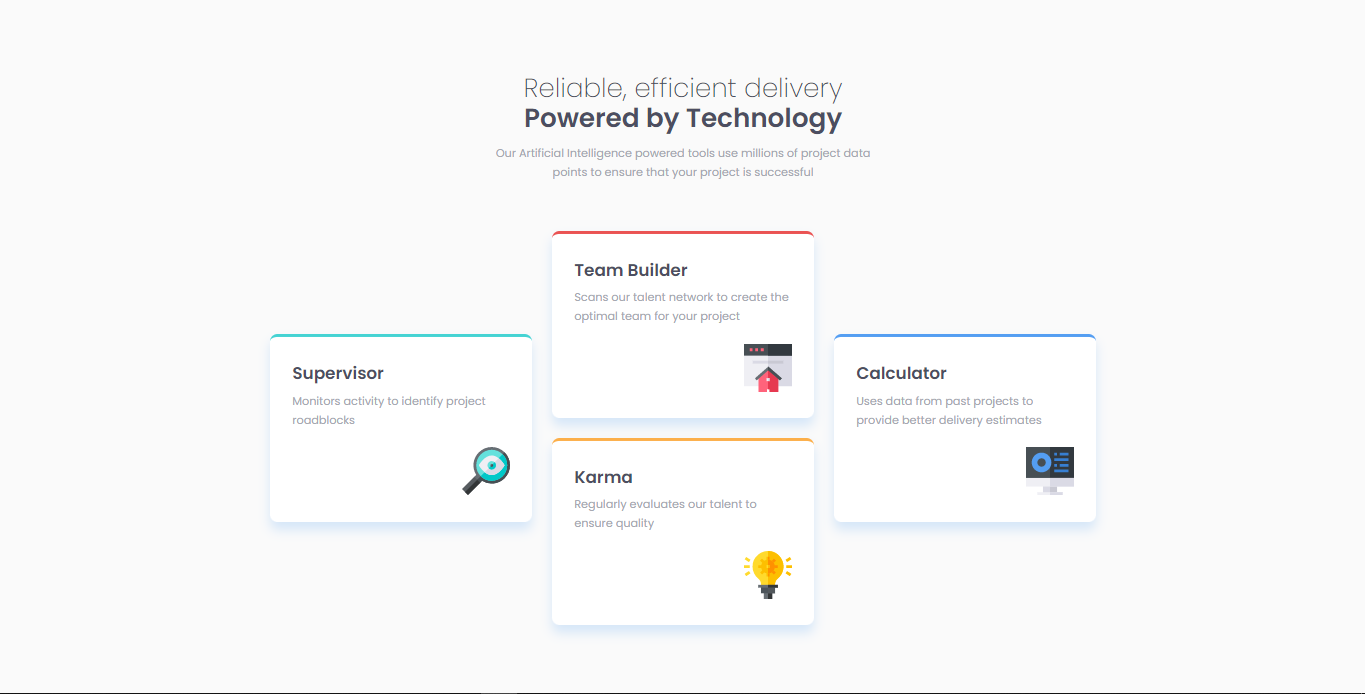 Reliable, efficient delivery
Powered by Technology
Our Artificial Intelligence powered tools use millions of project data
points to ensure that your project is successful
Supervisor
Monitors activity to identify project
roadblocks
Team Builder
Scans our talent network to create the
optimal team for your project
Karma
Regularly evaluates our talent to
ensure quality
Calculator
Uses data from past projects to
provide better delivery estimates